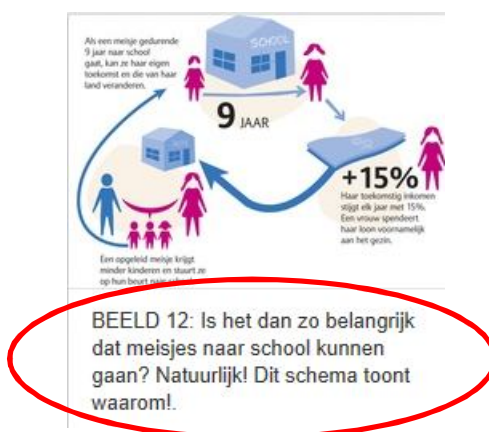 Als een meisje gedurende
9 jaar naar school
gaat, kan ze haar eigen
toekomst en die van haar
land veranderen.
SCHOOL
9 JAAR
+15%
Haar toekomstig inkomen
stijgt elk jaar met 15%.
Een vrouw spendeert
haar loon voornamelijk
aan het gezin.
Een opgeleid meisje krijgt
minder kinderen en stuurt ze
op hun beurt naar
BEELD 12: Is het dan zo belangrijk
dat meisjes naar school kunnen
gaan? Natuurlijk! Dit schema toont
waarom!.